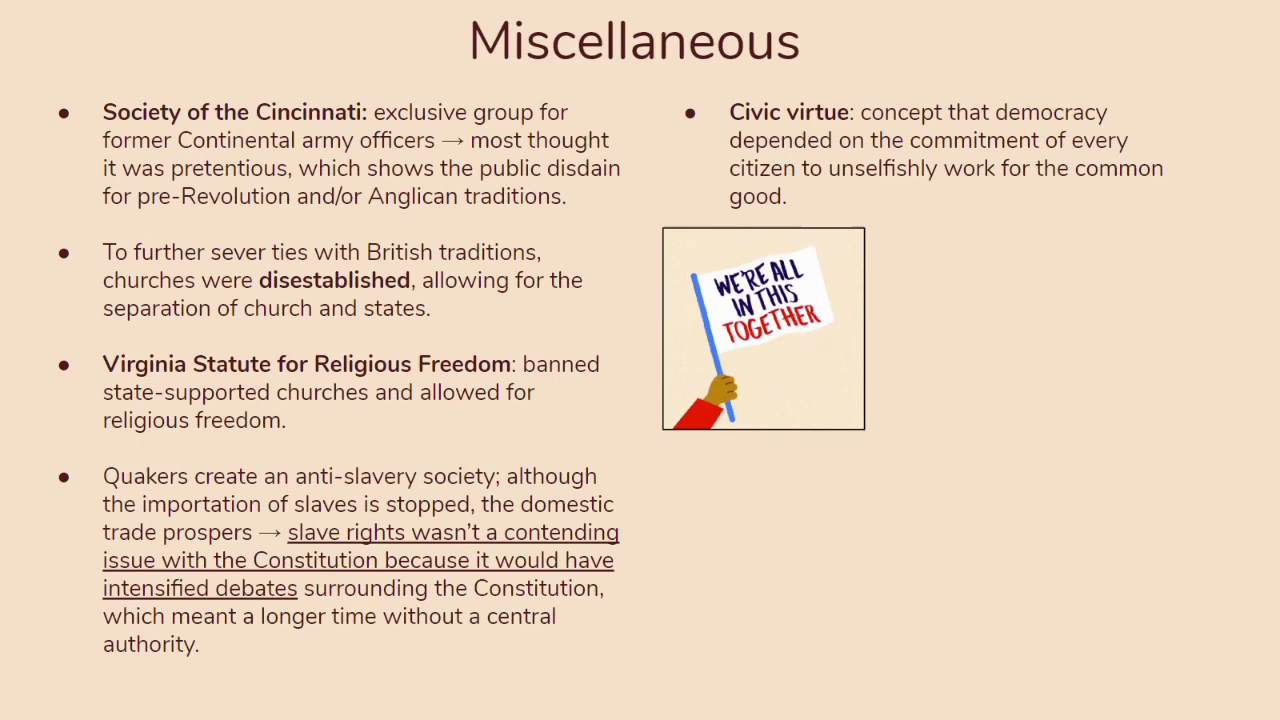 Miscellaneous
● Society of the Cincinnati: exclusive group for
former Continental army officers → most thought
it was pretentious, which shows the public disdain
for pre-Revolution and/or Anglican traditions.
● To further sever ties with British traditions,
churches were disestablished, allowing for the
separation of church and states.
● Virginia Statute for Religious Freedom: banned
state-supported churches and allowed for
religious freedom.
● Quakers create an anti-slavery society; although
the importation of slaves is stopped, the domestic
trade prospers → slave rights wasn't a contending
issue with the Constitution because it would have
intensified debates surrounding the Constitution,
which meant a longer time without a central
authority.
● Civic virtue: concept that democracy
depended on the commitment of every
citizen to unselfishly work for the common
good.
WE'RE ALL
IN THIS
TOGETHER